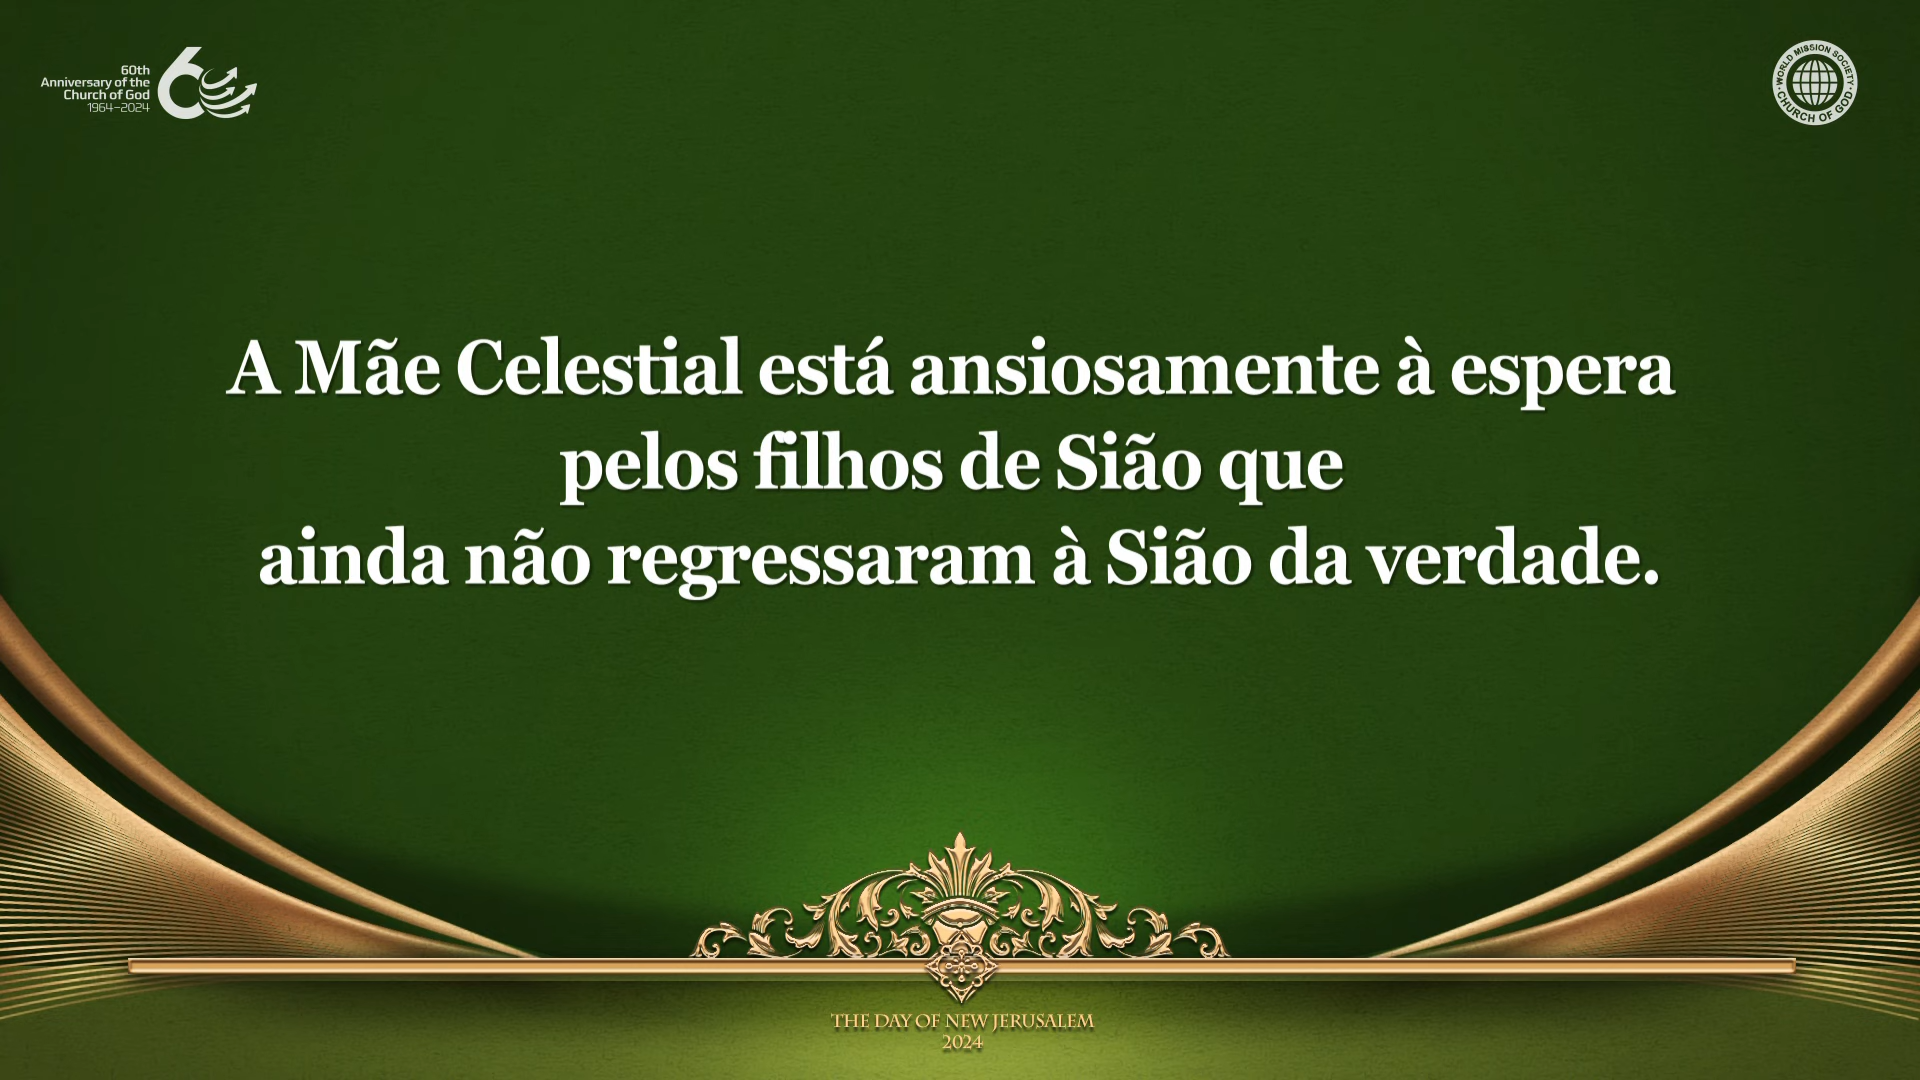 60th
Anniversary of the
Church of God
1964–2024
60
WORLD MISSION SOCIETY
CHURCH OF GOD
A Mãe Celestial está ansiosamente à espera
pelos filhos de Sião que
ainda não regressaram à Sião da verdade.
THE DAY OF NEW JERUSALEM
2024